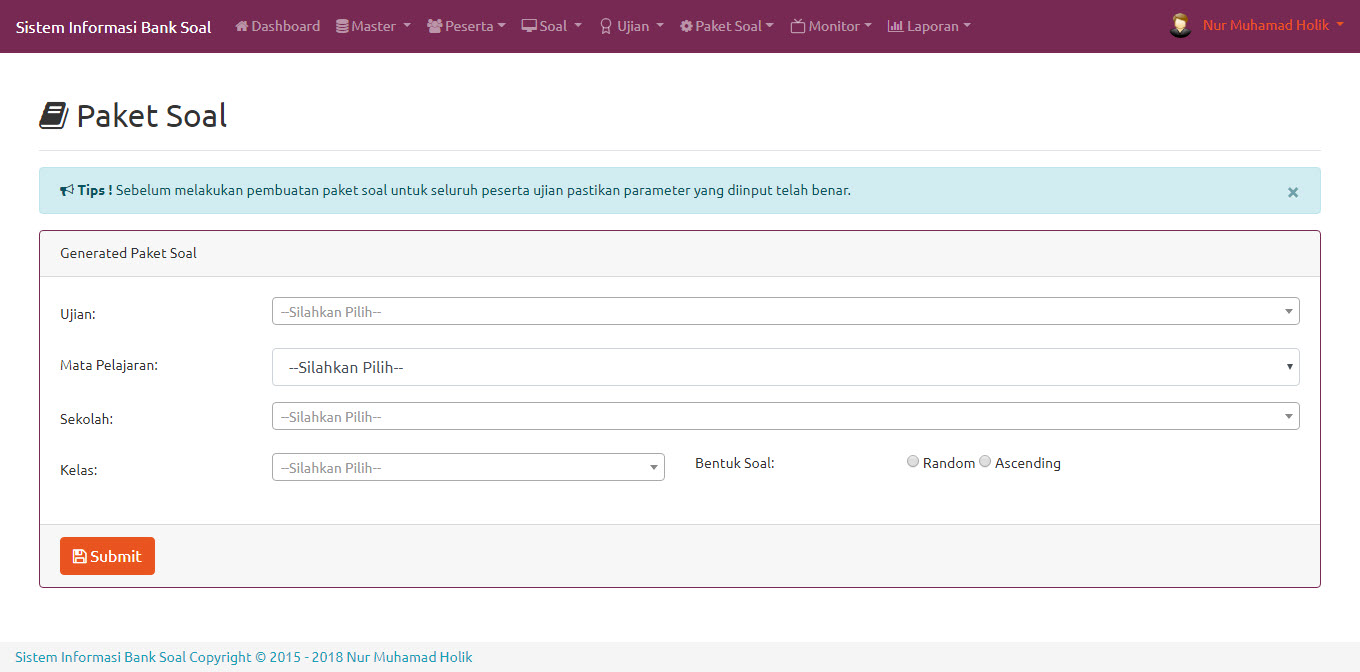 Sistem Informasi Bank Soal Dashboard Master Peserta Soal Ujian Paket Soal Monitor Laporan Nur Muhamad Holik
Paket Soal
Tips ! Sebelum melakukan pembuatan paket soal untuk seluruh peserta ujian pastikan parameter yang diinput telah benar. ×
Generated Paket Soal
Ujian: --Silahkan Pilih--
Mata Pelajaran: --Silahkan Pilih--
Sekolah: --Silahkan Pilih--
Kelas: --Silahkan Pilih-- Bentuk Soal: Random Ascending
Submit
Sistem Informasi Bank Soal Copyright © 2015 - 2018 Nur Muhamad Holik